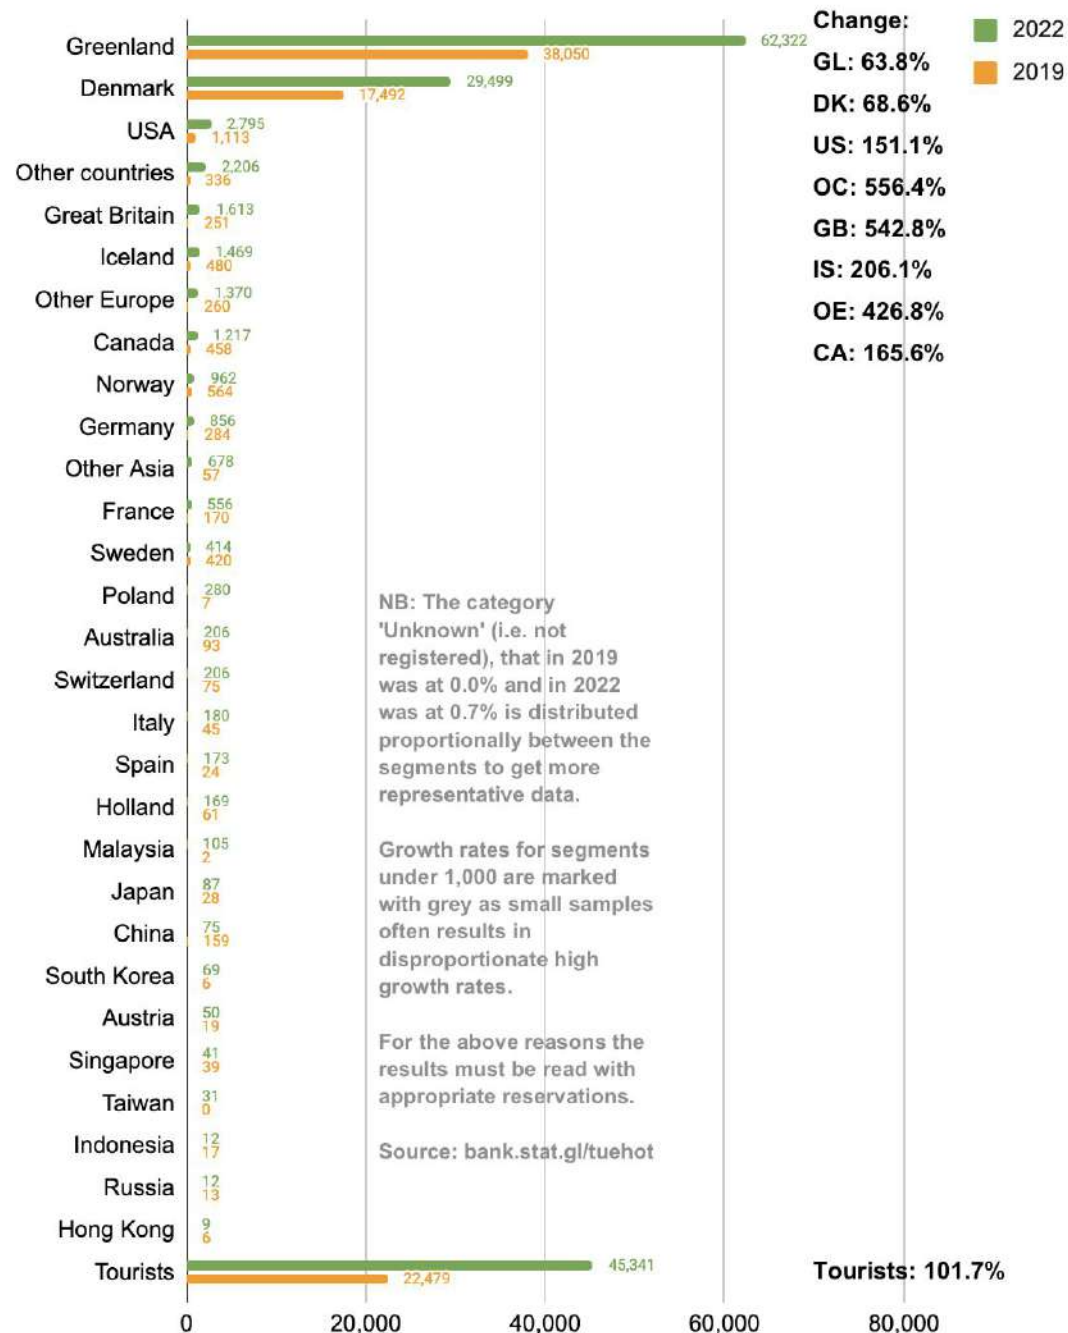 Change:
2022
2019
GL: 63.8%
DK: 68.6%
US: 151.1%
OC: 556.4%
GB: 542.8%
IS: 206.1%
OE: 426.8%
CA: 165.6%
Greenland 62,322
38,050
Denmark 29,499
17,492
USA 2,795
1,113
Other countries 2,206
336
Great Britain 1,613
251
Iceland 1,469
480
Other Europe 1,370
260
Canada 1,217
458
Norway 962
564
Germany 856
284
Other Asia 678
57
France 556
170
Sweden 414
420
Poland 280
7
Australia 206
93
Switzerland 206
75
Italy 180
45
Spain 173
24
Holland 169
61
Malaysia 105
2
Japan 87
28
China 75
159
South Korea 69
6
Austria 50
19
Singapore 41
39
Taiwan 31
0
Indonesia 12
17
Russia 12
13
Hong Kong 9
6
Tourists 45,341
22,479
NB: The category
'Unknown' (i.e. not
registered), that in 2019
was at 0.0% and in 2022
was at 0.7% is distributed
proportionally between the
segments to get more
representative data.
Growth rates for segments
under 1,000 are marked
with grey as small samples
often results in
disproportionate high
growth rates.
For the above reasons the
results must be read with
appropriate reservations.
Source: bank.stat.gl/tuehot
Tourists: 101.7%
0 20,000 40,000 60,000 80,000